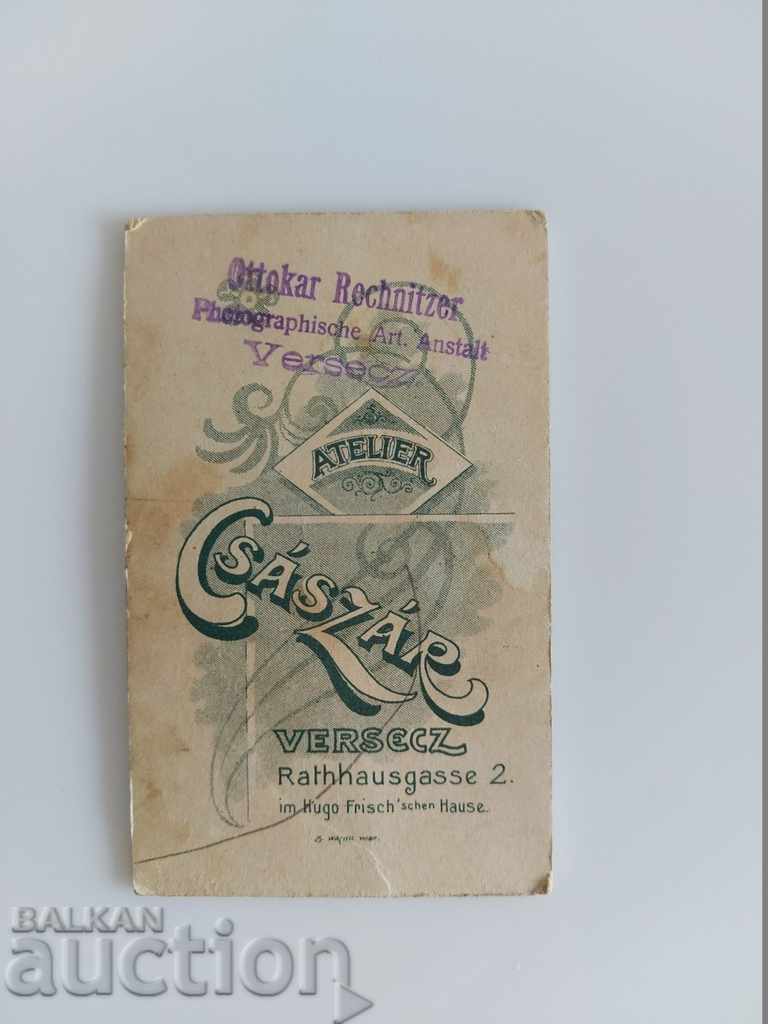 Ottokar Rechnitzer
Photographische Art. Anstalt
Versecz
ATELIER
CSÁSZÁR
VERSECZ
Rathhausgasse 2.
im Hugo Frisch'schen Hause.
BALKAN
auction